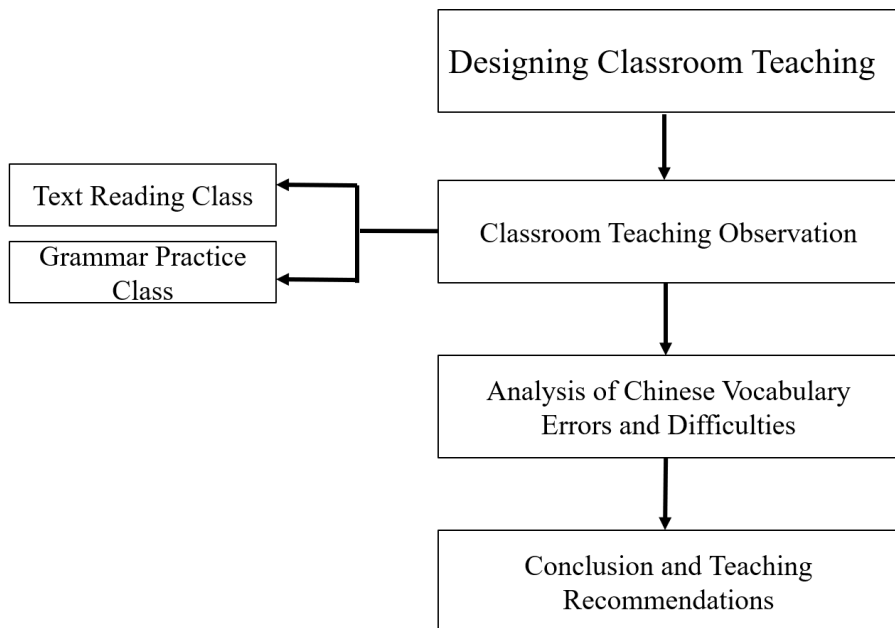 Designing Classroom Teaching
Text Reading Class
Classroom Teaching Observation
Grammar Practice
Class
Analysis of Chinese Vocabulary
Errors and Difficulties
Conclusion and Teaching
Recommendations